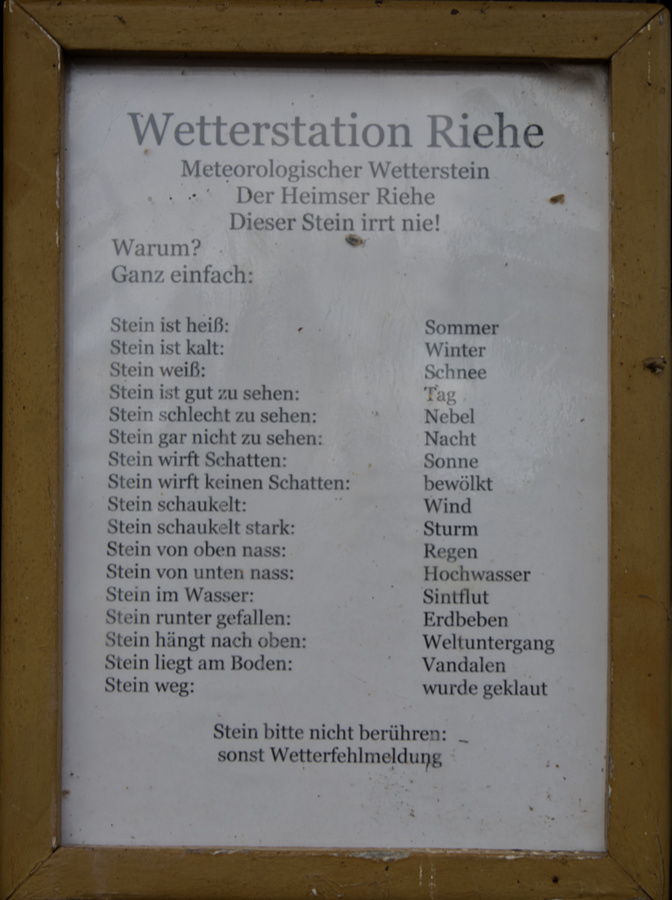 Wetterstation Riehe
Meteorologischer Wetterstein
Der Heimser Riehe
Dieser Stein irrt nie!
Warum?
Ganz einfach:
Stein ist heiß: Sommer
Stein ist kalt: Winter
Stein weiß: Schnee
Stein ist gut zu sehen: Tag
Stein schlecht zu sehen: Nebel
Stein gar nicht zu sehen: Nacht
Stein wirft Schatten: Sonne
Stein wirft keinen Schatten: bewölkt
Stein schaukelt: Wind
Stein schaukelt stark: Sturm
Stein von oben nass: Regen
Stein von unten nass: Hochwasser
Stein im Wasser: Sintflut
Stein runter gefallen: Erdbeben
Stein hängt nach oben: Weltuntergang
Stein liegt am Boden: Vandalen
Stein weg: wurde geklaut
Stein bitte nicht berühren:
sonst Wetterfehlmeldung